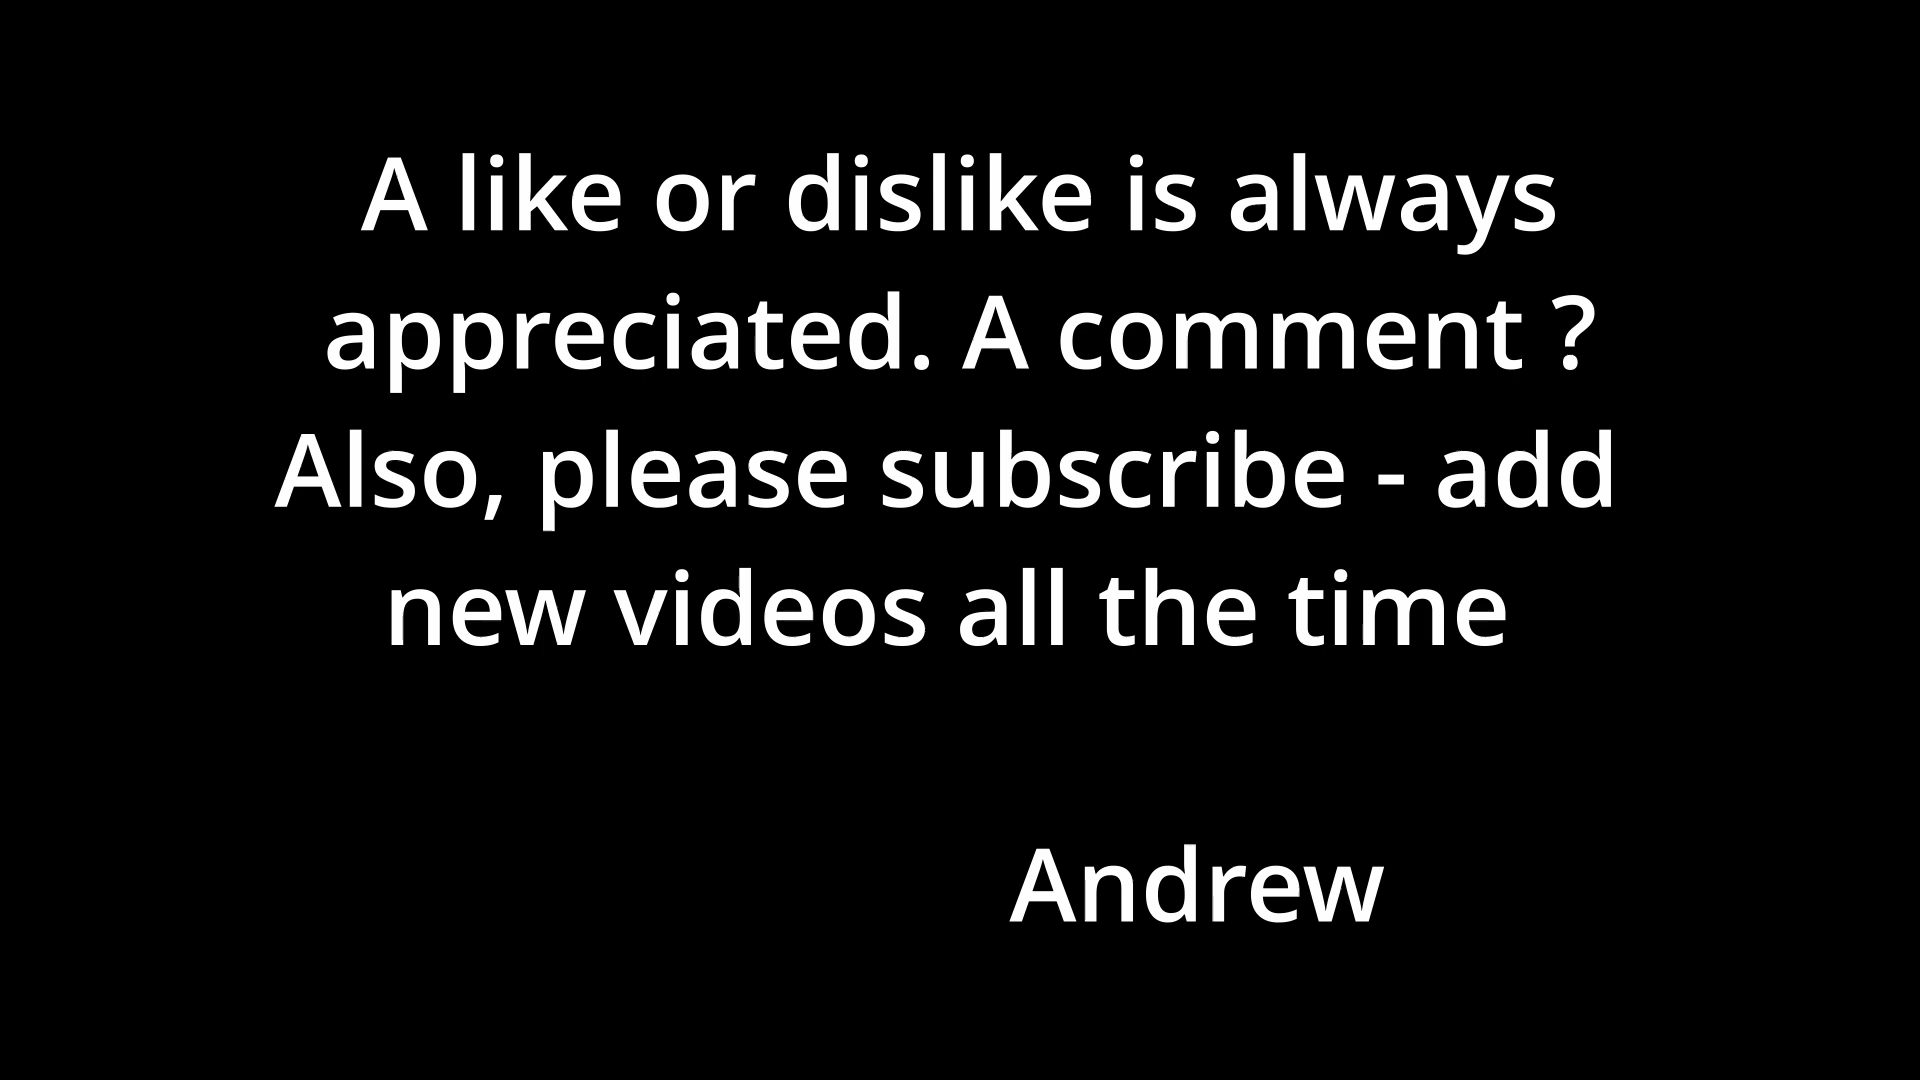 A like or dislike is always
appreciated. A comment ?
Also, please subscribe - add
new videos all the time
Andrew